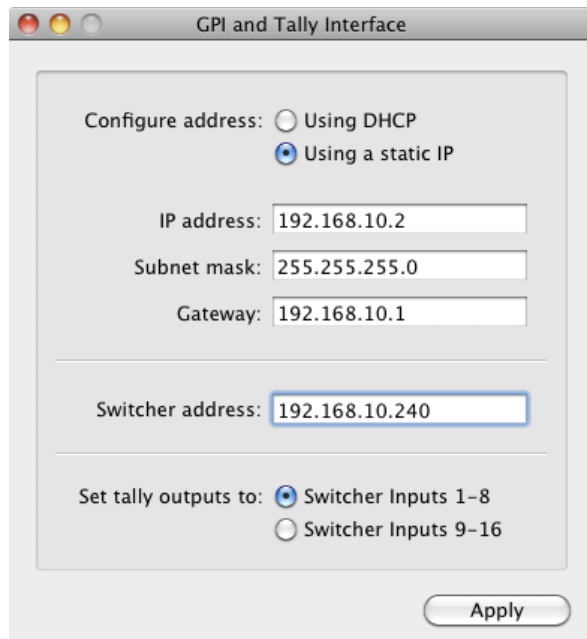 GPI and Tally Interface
Configure address: Using DHCP
Using a static IP
IP address: 192.168.10.2
Subnet mask: 255.255.255.0
Gateway: 192.168.10.1
Switcher address: 192.168.10.240
Set tally outputs to: Switcher Inputs 1–8
Switcher Inputs 9–16
Apply